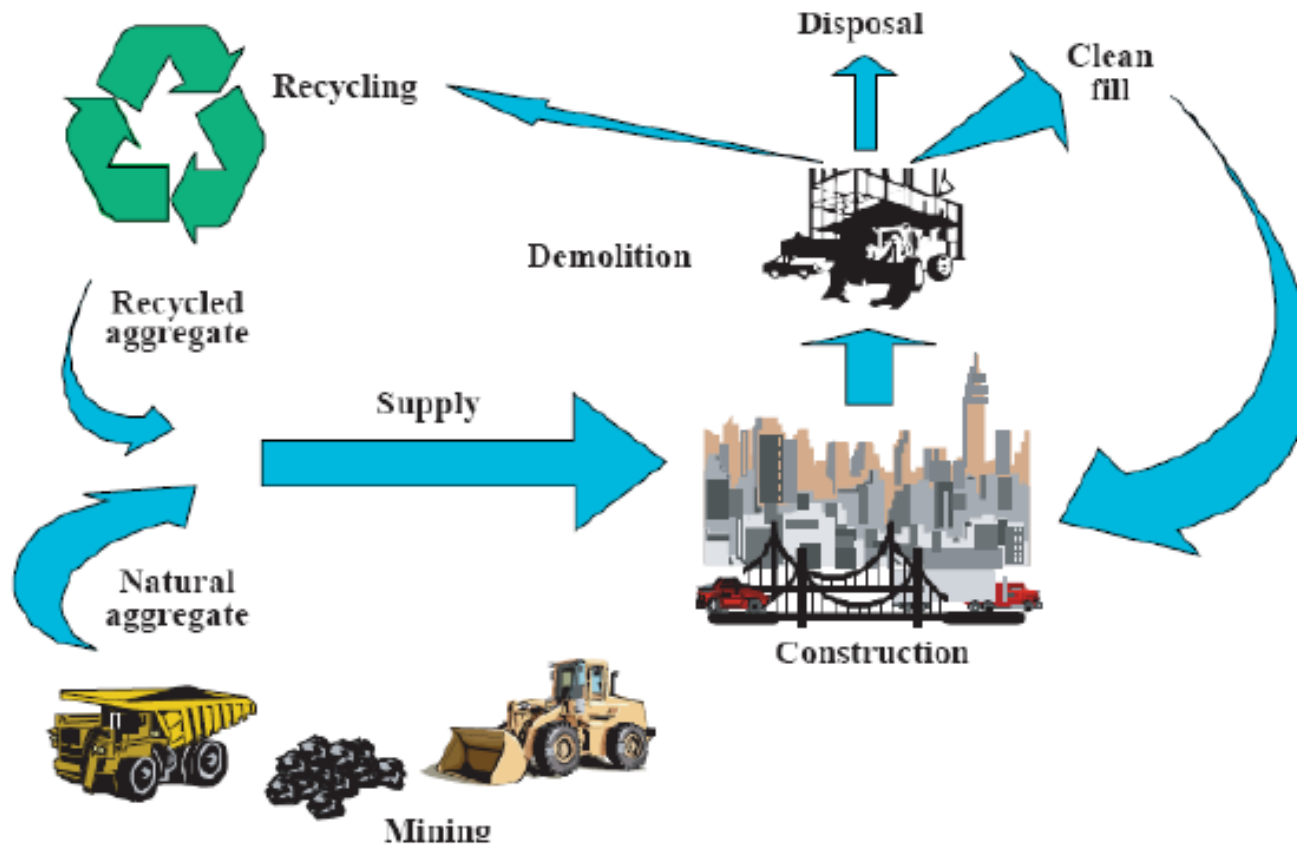 Disposal
Clean
fill
Recycling
Demolition
Recycled
aggregate
Supply
Natural
aggregate
Construction
Mining